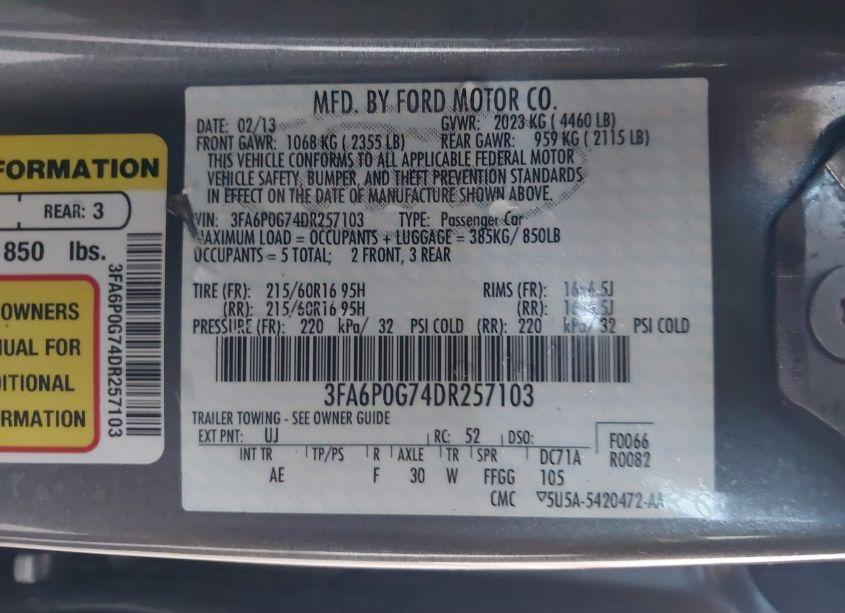 FORMATION
REAR: 3
850 lbs.
OWNERS
UAL FOR
DITIONAL
ORMATION
3FA6P0G74DR257103
MFD. BY FORD MOTOR CO.
DATE: 02/13 GVWR: 2023 KG ( 4460 LB)
FRONT GAWR: 1068 KG ( 2355 LB) REAR GAWR: 959 KG ( 2115 LB)
THIS VEHICLE CONFORMS TO ALL APPLICABLE FEDERAL MOTOR
VEHICLE SAFETY, BUMPER, AND THEFT PREVENTION STANDARDS
IN EFFECT ON THE DATE OF MANUFACTURE SHOWN ABOVE.
VIN: 3FA6P0G74DR257103 TYPE: Passenger Car
MAXIMUM LOAD = OCCUPANTS + LUGGAGE = 385KG/ 850LB
OCCUPANTS = 5 TOTAL; 2 FRONT, 3 REAR
TIRE (FR): 215/60R16 95H RIMS (FR): 16x6.5J
(RR): 215/60R16 95H (RR):
PRESSURE (FR): 220 kPa/ 32 PSI COLD (RR): 220 kPa/ 32 PSI COLD
3FA6P0G74DR257103
TRAILER TOWING - SEE OWNER GUIDE
EXT PNT: UJ RC: 52 DSO: F0066
INT TR TP/PS R AXLE TR SPR DC71A R0082
AE F 30 W FFGG 105
CMC 5U5A-5420472-AA